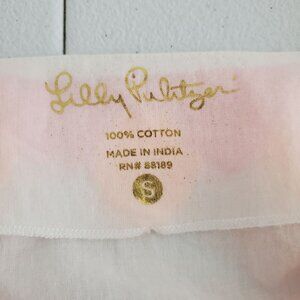 Lilly Pulitzer
100% COTTON
MADE IN INDIA
RN# 88189
S